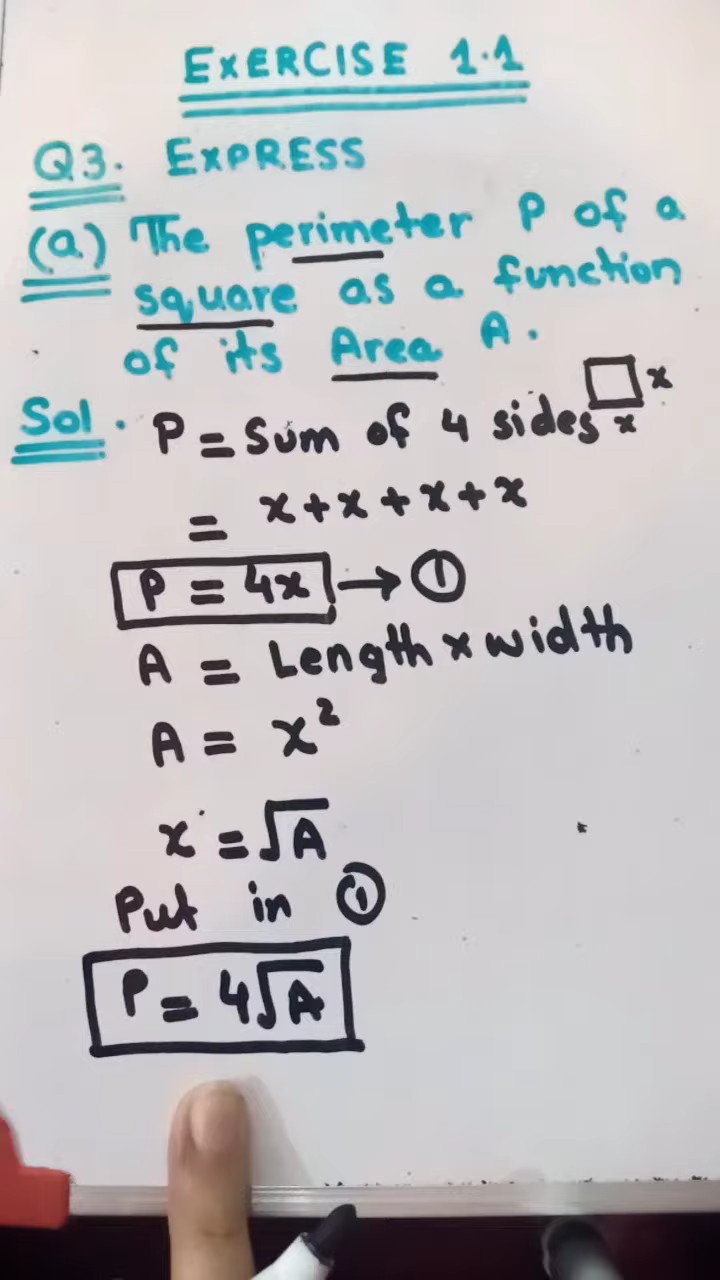 EXERCISE 1.1
Q3. EXPRESS
(a) The perimeter P of a
square as a function
of its Area A.
Sol. P = Sum of 4 sides x
x
= x + x + x + x
P = 4x → ①
A = Length × width
A = x²
x = √A
Put in ①
P = 4√A